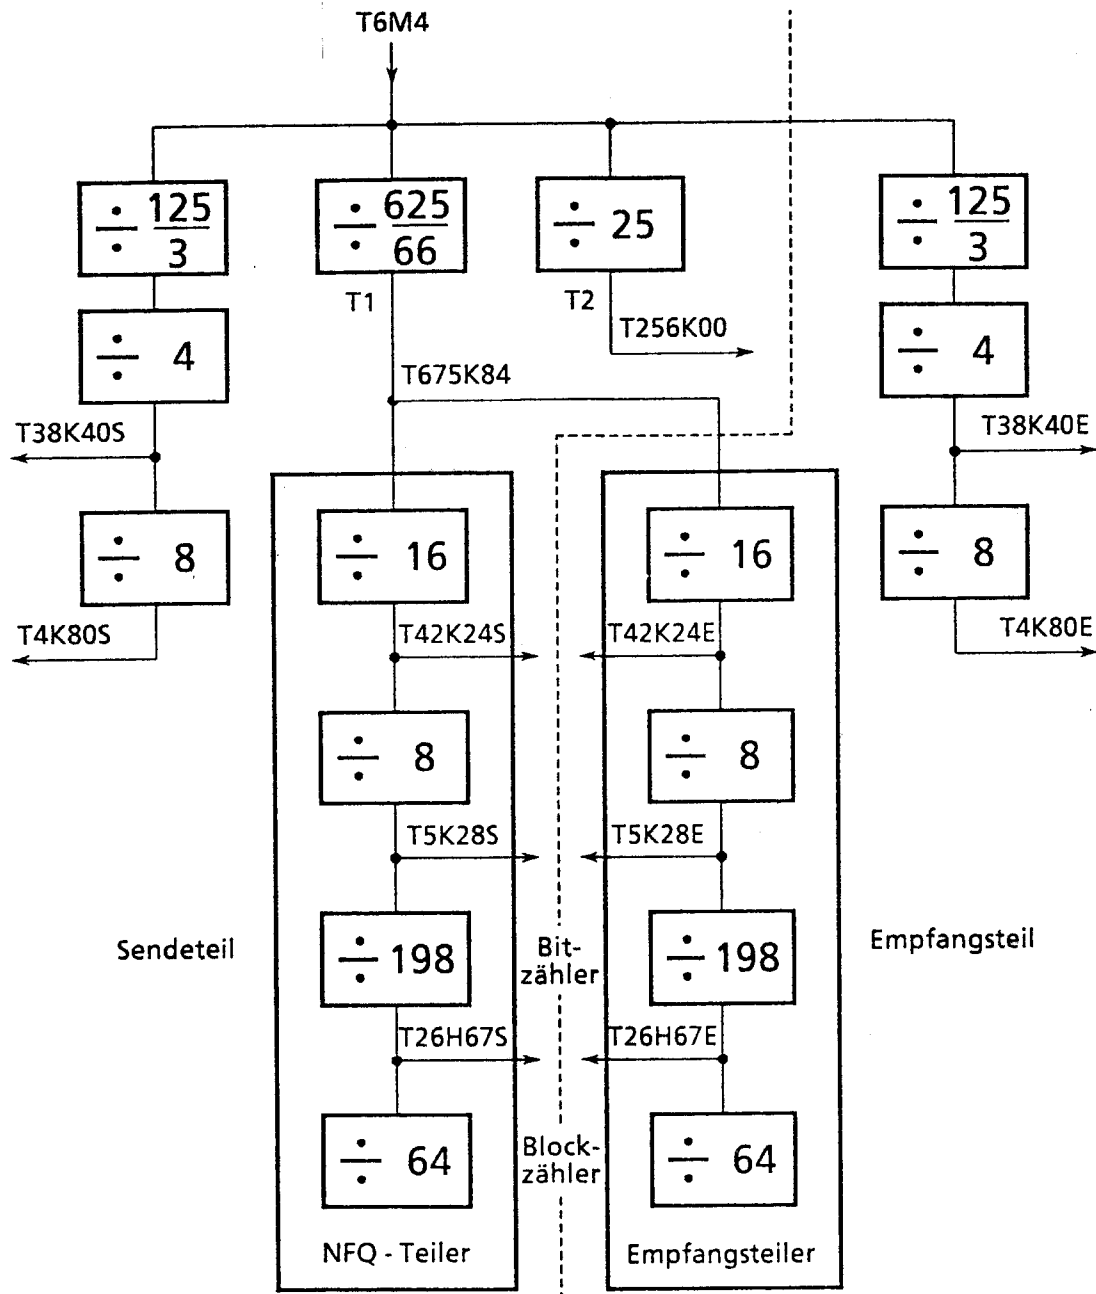 T6M4
÷ 125/3
÷ 625/66
÷ 25
÷ 125/3
T1
T2
T256K00
÷ 4
÷ 4
T675K84
T38K40S
T38K40E
÷ 8
÷ 16
÷ 16
÷ 8
T4K80S
T42K24S
T42K24E
T4K80E
÷ 8
÷ 8
T5K28S
T5K28E
Sendeteil
÷ 198
Bit-
zähler
÷ 198
Empfangsteil
T26H67S
T26H67E
÷ 64
Block-
zähler
÷ 64
NFQ - Teiler
Empfangsteiler